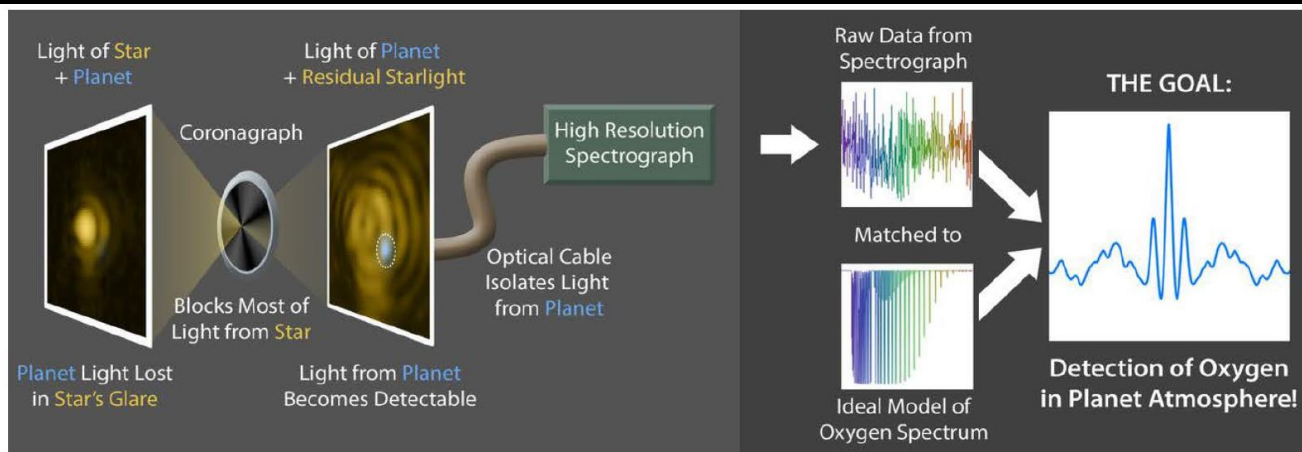 Light of Star
+ Planet
Coronagraph
Blocks Most of
Light from Star
Planet Light Lost
in Star's Glare
Light of Planet
+ Residual Starlight
Light from Planet
Becomes Detectable
High Resolution
Spectrograph
Optical Cable
Isolates Light
from Planet
Raw Data from
Spectrograph
Matched to
Ideal Model of
Oxygen Spectrum
THE GOAL:
Detection of Oxygen
in Planet Atmosphere!